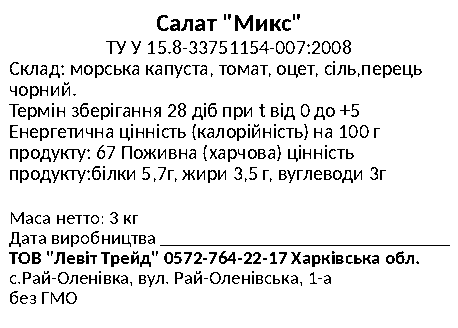 Салат "Микс"
ТУ У 15.8-33751154-007:2008
Склад: морська капуста, томат, оцет, сіль,перець
чорний.
Термін зберігання 28 діб при t від 0 до +5
Енергетична цінність (калорійність) на 100 г
продукту: 67 Поживна (харчова) цінність
продукту:білки 5,7г, жири 3,5 г, вуглеводи 3г
Маса нетто: 3 кг
Дата виробництва ________________________________
ТОВ "Левіт Трейд" 0572-764-22-17 Харківська обл.
с.Рай-Оленівка, вул. Рай-Оленівська, 1-а
без ГМО